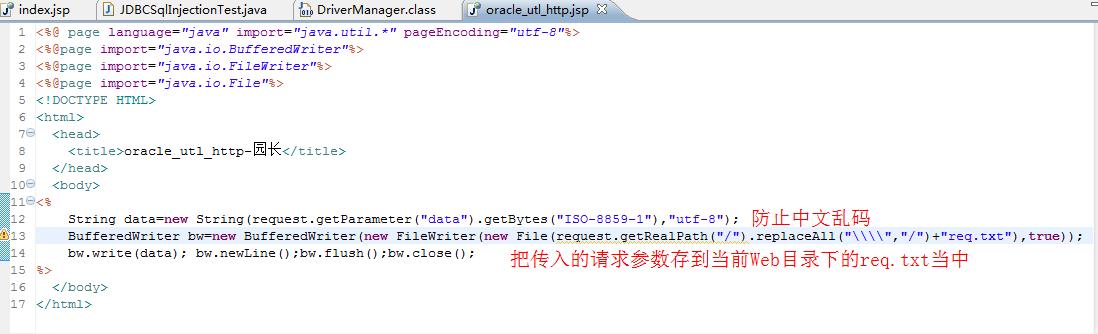 index.jsp JDBCSqlInjectionTest.java DriverManager.class oracle_utl_http.jsp
1 <%@ page language="java" import="java.util.*" pageEncoding="utf-8"%>
2 <%@page import="java.io.BufferedWriter"%>
3 <%@page import="java.io.FileWriter"%>
4 <%@page import="java.io.File"%>
5 <!DOCTYPE HTML>
6 <html>
7 <head>
8 <title>oracle_utl_http-园长</title>
9 </head>
10 <body>
11 <%
12 String data=new String(request.getParameter("data").getBytes("ISO-8859-1"),"utf-8"); 防止中文乱码
13 BufferedWriter bw=new BufferedWriter(new FileWriter(new File(request.getRealPath("/").replaceAll("\\\\","/")+"req.txt"),true));
14 bw.write(data); bw.newLine();bw.flush();bw.close(); 把传入的请求参数存到当前Web目录下的req.txt当中
15 %>
16 </body>
17 </html>